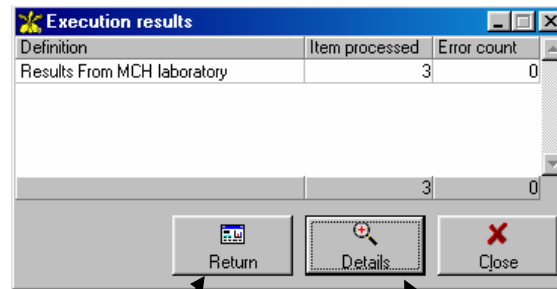 Execution results
Definition Item processed Error count
Results From MCH laboratory 3 0
3 0
Return Details Close